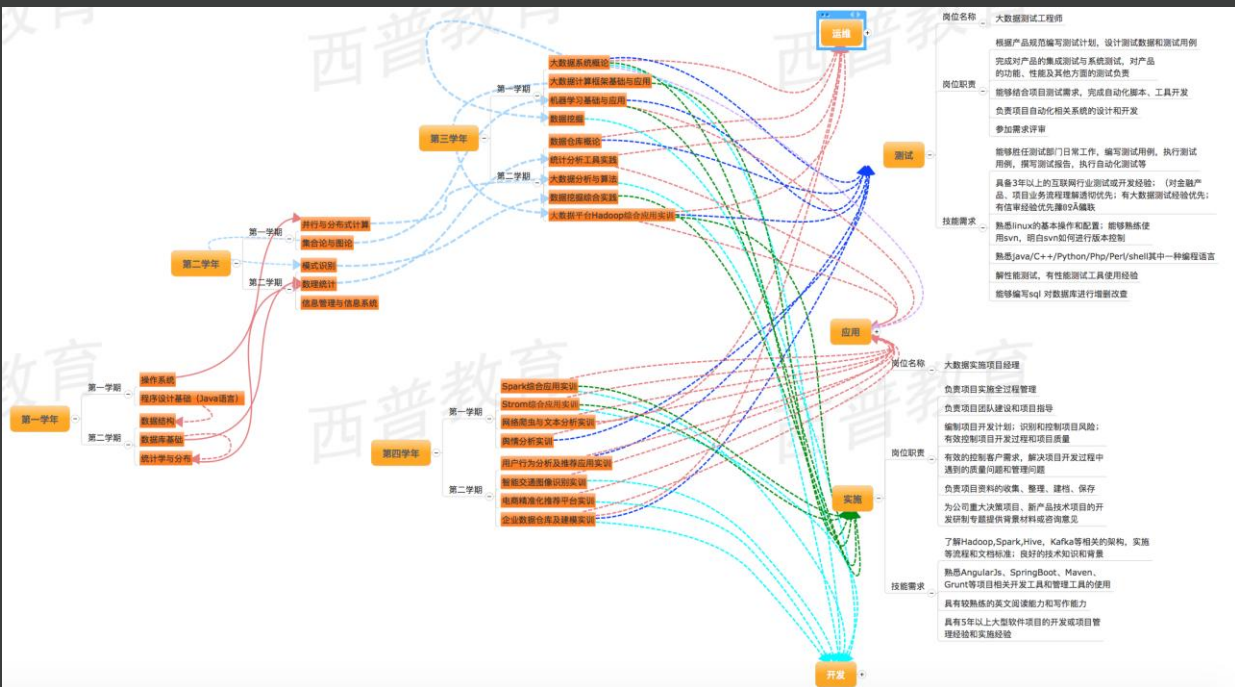 西普教育
西普教育
第一学年
第一学期
操作系统
程序设计基础（Java语言）
第二学期
数据结构
数据库基础
统计学与分布
第二学年
第一学期
并行与分布式计算
集合论与图论
第二学期
模式识别
数理统计
信息管理与信息系统
第三学年
第一学期
大数据系统概论
大数据计算框架基础与应用
机器学习基础与应用
数据挖掘
第二学期
数据仓库概论
统计分析工具实践
大数据分析与算法
数据挖掘综合实践
大数据平台Hadoop综合应用实训
第四学年
第一学期
Spark综合应用实训
Strom综合应用实训
网络爬虫与文本分析实训
舆情分析实训
第二学期
用户行为分析及推荐应用实训
智能交通图像识别实训
电商精准化推荐平台实训
企业数据仓库及建模实训
运维
测试
岗位名称
大数据测试工程师
岗位职责
根据产品规范编写测试计划，设计测试数据和测试用例
完成对产品的集成测试与系统测试，对产品
的功能、性能及其他方面的测试负责
能够结合项目测试需求，完成自动化脚本、工具开发
负责项目自动化相关系统的设计和开发
参加需求评审
技能需求
能够胜任测试部门日常工作，编写测试用例，执行测试
用例，撰写测试报告，执行自动化测试等
具备3年以上的互联网行业测试或开发经验；（对金融产
品、项目业务流程理解透彻优先；有大数据测试经验优先；
有信审经验优先
熟悉linux的基本操作和配置；能够熟练使
用svn，明白svn如何进行版本控制
熟悉java/C++/Python/Php/Perl/shell其中一种编程语言
解性能测试，有性能测试工具使用经验
能够编写sql 对数据库进行增删改查
应用
实施
岗位名称
大数据实施项目经理
岗位职责
负责项目实施全过程管理
负责项目团队建设和项目指导
编制项目开发计划；识别和控制项目风险；
有效控制项目开发过程和项目质量
有效的控制客户需求，解决项目开发过程中
遇到的质量问题和管理问题
负责项目资料的收集、整理、建档、保存
为公司重大决策项目、新产品技术项目的开
发研制专题提供背景材料或咨询意见
技能需求
了解Hadoop,Spark,Hive，Kafka等相关的架构，实施
等流程和文档标准；良好的技术知识和背景
熟悉AngularJs、SpringBoot、Maven、
Grunt等项目相关开发工具和管理工具的使用
具有较熟练的英文阅读能力和写作能力
具有5年以上大型软件项目的开发或项目管
理经验和实施经验
开发